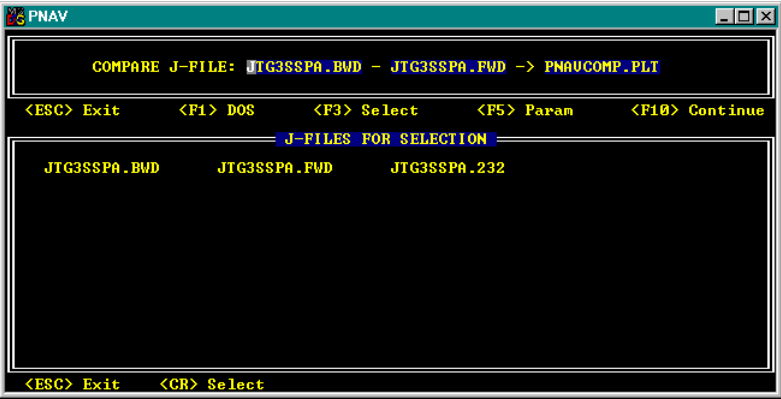 PNAV
COMPARE J-FILE: JTG3SSPA.BWD - JTG3SSPA.FWD -> PNAVCOMP.PLT
<ESC> Exit <F1> DOS <F3> Select <F5> Param <F10> Continue
J-FILES FOR SELECTION
JTG3SSPA.BWD JTG3SSPA.FWD JTG3SSPA.232
<ESC> Exit <CR> Select